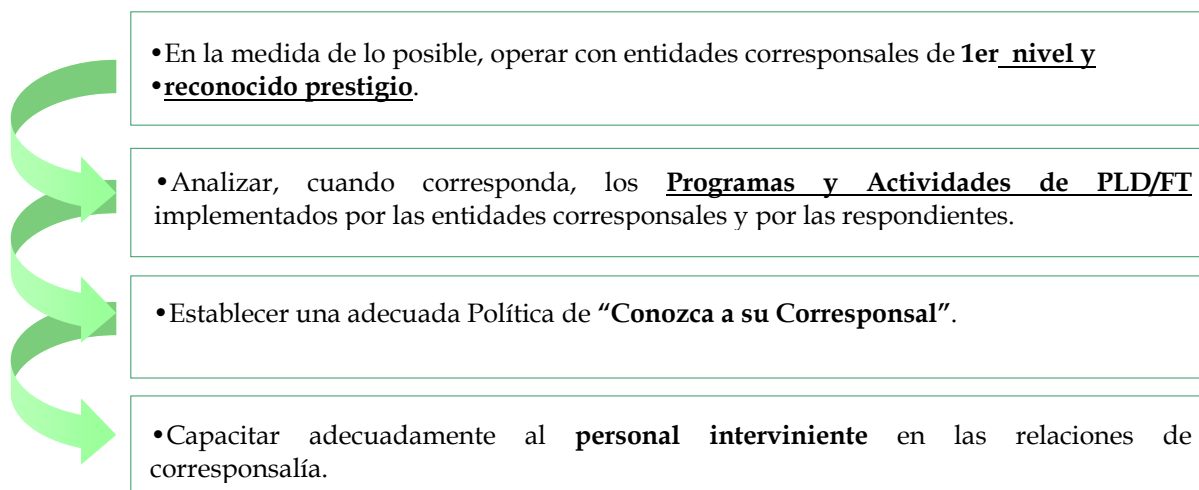 •En la medida de lo posible, operar con entidades corresponsales de 1er nivel y
•reconocido prestigio.
•Analizar, cuando corresponda, los Programas y Actividades de PLD/FT
implementados por las entidades corresponsales y por las respondientes.
•Establecer una adecuada Política de “Conozca a su Corresponsal”.
•Capacitar adecuadamente al personal interviniente en las relaciones de
corresponsalía.